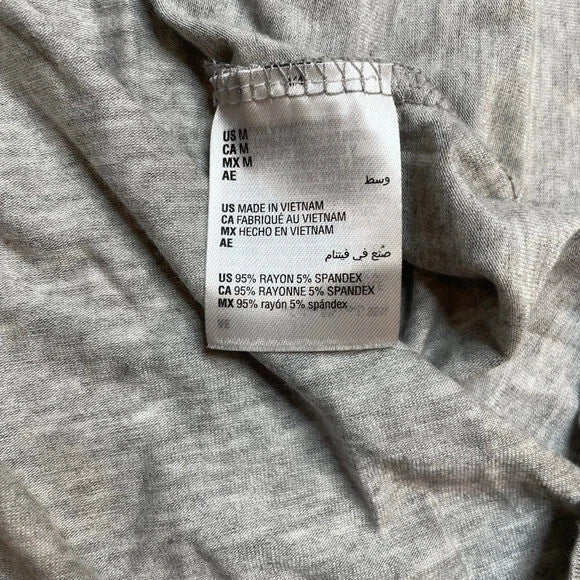 US M
CA M
MX M
AE وسط
US MADE IN VIETNAM
CA FABRIQUÉ AU VIETNAM
MX HECHO EN VIETNAM
AE
صنع في فيتنام
US 95% RAYON 5% SPANDEX
CA 95% RAYONNE 5% SPANDEX
MX 95% rayón 5% spándex